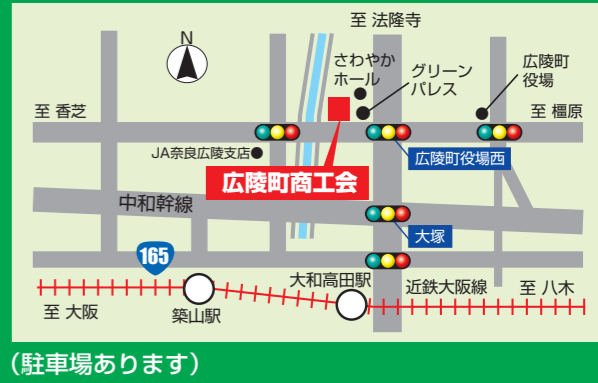 至 法隆寺
N
さわやか
ホール
グリーン
パレス
広陵町
役場
至 香芝
至 橿原
JA奈良広陵支店
広陵町役場西
広陵町商工会
中和幹線
大塚
165
大和高田駅
近鉄大阪線
至 八木
至 大阪
築山駅
（駐車場あります）